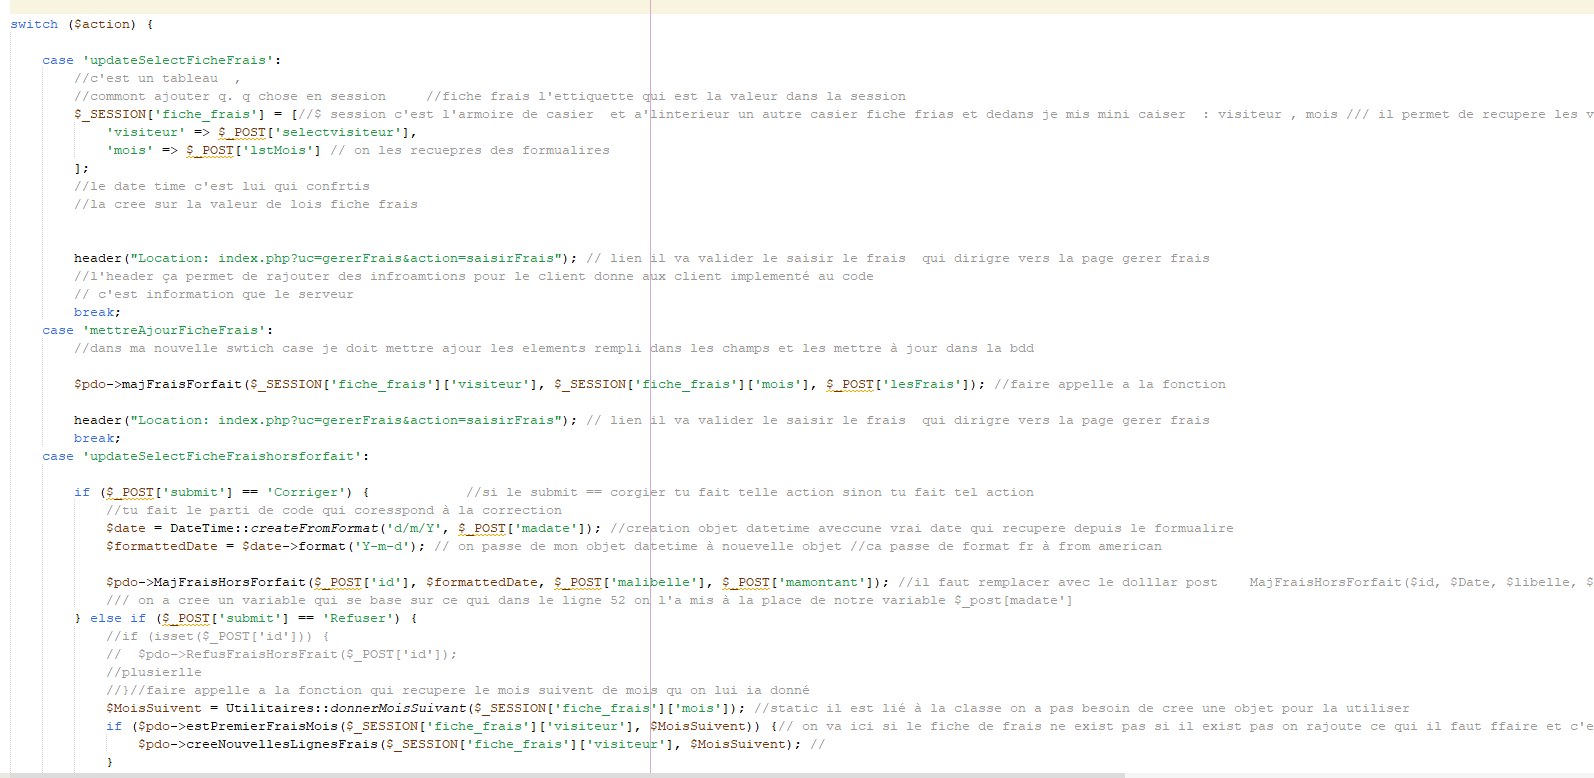 switch ($action) {
case 'updateSelectFicheFrais':
//c'est un tableau  ,
//commont ajouter q. q chose en session     //fiche frais l'ettiquette qui est la valeur dans la session
$_SESSION['fiche_frais'] = [//$ session c'est l'armoire de casier  et a'linterieur un autre casier fiche frias et dedans je mis mini caiser  : visiteur , mois /// il permet de recupere les v
'visiteur' => $_POST['selectvisiteur'],
'mois' => $_POST['lstMois'] // on les recuepres des formualires
];
//le date time c'est lui qui confrtis
//la cree sur la valeur de lois fiche frais
header("Location: index.php?uc=gererFrais&action=saisirFrais"); // lien il va valider le saisir le frais  qui dirigre vers la page gerer frais
//l'header ça permet de rajouter des infroamtions pour le client donne aux client implementé au code
// c'est information que le serveur
break;
case 'mettreAjourFicheFrais':
//dans ma nouvelle swtich case je doit mettre ajour les elements rempli dans les champs et les mettre à jour dans la bdd
$pdo->majFraisForfait($_SESSION['fiche_frais']['visiteur'], $_SESSION['fiche_frais']['mois'], $_POST['lesFrais']); //faire appelle a la fonction
header("Location: index.php?uc=gererFrais&action=saisirFrais"); // lien il va valider le saisir le frais  qui dirigre vers la page gerer frais
break;
case 'updateSelectFicheFraishorsforfait':
if ($_POST['submit'] == 'Corriger') {            //si le submit == corgier tu fait telle action sinon tu fait tel action
//tu fait le parti de code qui coresspond à la correction
$date = DateTime::createFromFormat('d/m/Y', $_POST['madate']); //creation objet datetime aveccune vrai date qui recupere depuis le formualire
$formattedDate = $date->format('Y-m-d'); // on passe de mon objet datetime à nouevelle objet //ca passe de format fr à from american
$pdo->MajFraisHorsForfait($_POST['id'], $formattedDate, $_POST['malibelle'], $_POST['mamontant']); //il faut remplacer avec le dolllar post    MajFraisHorsForfait($id, $Date, $libelle, $
/// on a cree un variable qui se base sur ce qui dans le ligne 52 on l'a mis à la place de notre variable $_post[madate']
} else if ($_POST['submit'] == 'Refuser') {
//if (isset($_POST['id'])) {
//  $pdo->RefusFraisHorsFrait($_POST['id']);
//plusierlle
//}//faire appelle a la fonction qui recupere le mois suivent de mois qu on lui ia donné
$MoisSuivent = Utilitaires::donnerMoisSuivant($_SESSION['fiche_frais']['mois']); //static il est lié à la classe on a pas besoin de cree une objet pour la utiliser
if ($pdo->estPremierFraisMois($_SESSION['fiche_frais']['visiteur'], $MoisSuivent)) {// on va ici si le fiche de frais ne exist pas si il exist pas on rajoute ce qui il faut ffaire et c'e
$pdo->creeNouvellesLignesFrais($_SESSION['fiche_frais']['visiteur'], $MoisSuivent); //
}